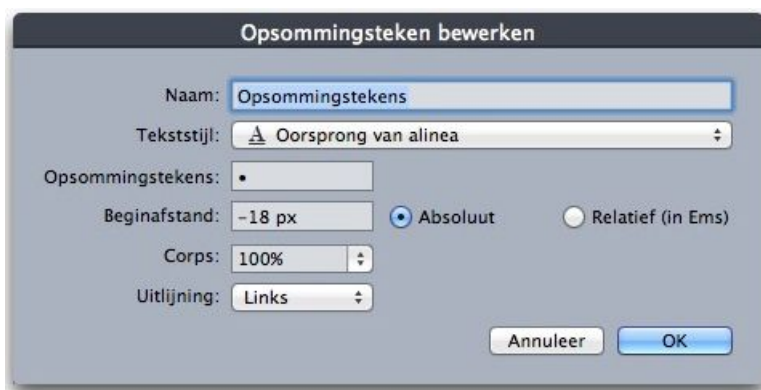 Opsommingsteken bewerken
Naam: Opsommingstekens
Tekststijl: A Oorsprong van alinea
Opsommingstekens: •
Beginafstand: -18 px Absoluut Relatief (in Ems)
Corps: 100%
Uitlijning: Links
Annuleer OK